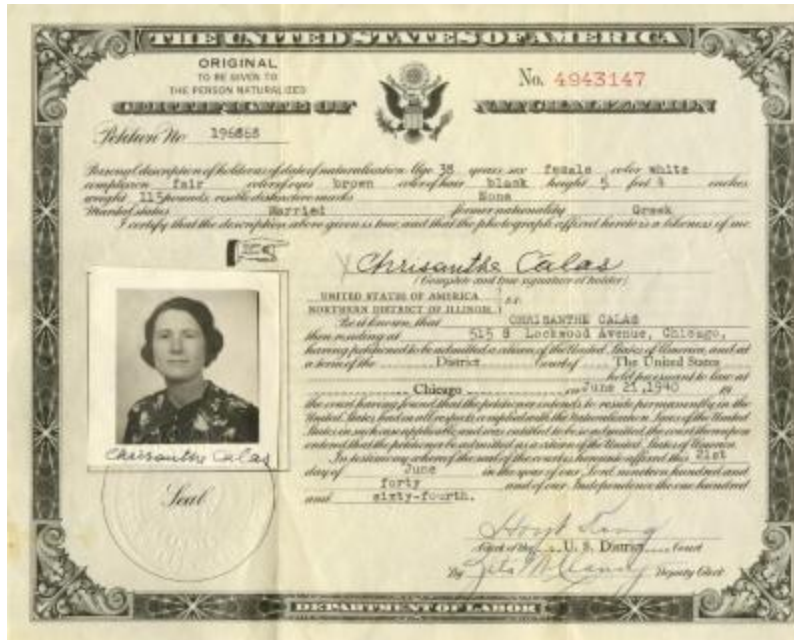 THE UNITED STATES OF AMERICA
ORIGINAL
TO BE GIVEN TO
THE PERSON NATURALIZED
No. 4943147
CERTIFICATE OF NATURALIZATION
Petition No 196868
Personal description of holder as of date of naturalization: Age 38 years sex female color white
complexion fair color of eyes brown color of hair black height 5 feet inches
weight 115 pounds visible distinctive marks None
Marital status Married former nationality Greek
I certify that the description above given is true, and that the photograph affixed hereto is a likeness of me.
Chrisanthe Calas
(Complete and true signature of holder)
UNITED STATES OF AMERICA
NORTHERN DISTRICT OF ILLINOIS
S.S.
Be it known, that CHRISANTHE CALAS
then residing at 515 S Lockwood Avenue, Chicago,
having petitioned to be admitted a citizen of the United States of America, and at
a term of the District Court of The United States
held pursuant to law at
Chicago on June 21, 1940 19
the court having found that the petitioner intends to reside permanently in the
United States, had in all respects complied with the Naturalization Laws of the United
States in such case applicable, and was entitled to be so admitted, the court thereupon
ordered that the petitioner be admitted as a citizen of the United States of America.
In testimony whereof the seal of the court is hereunto affixed this 21st
day of June in the year of our Lord nineteen hundred and
forty and of our Independence the one hundred
and sixty-fourth.
Chrisanthe Calas
Seal
Hoyt King
Clerk of the U. S. District Court
By Deputy Clerk
DEPARTMENT OF LABOR